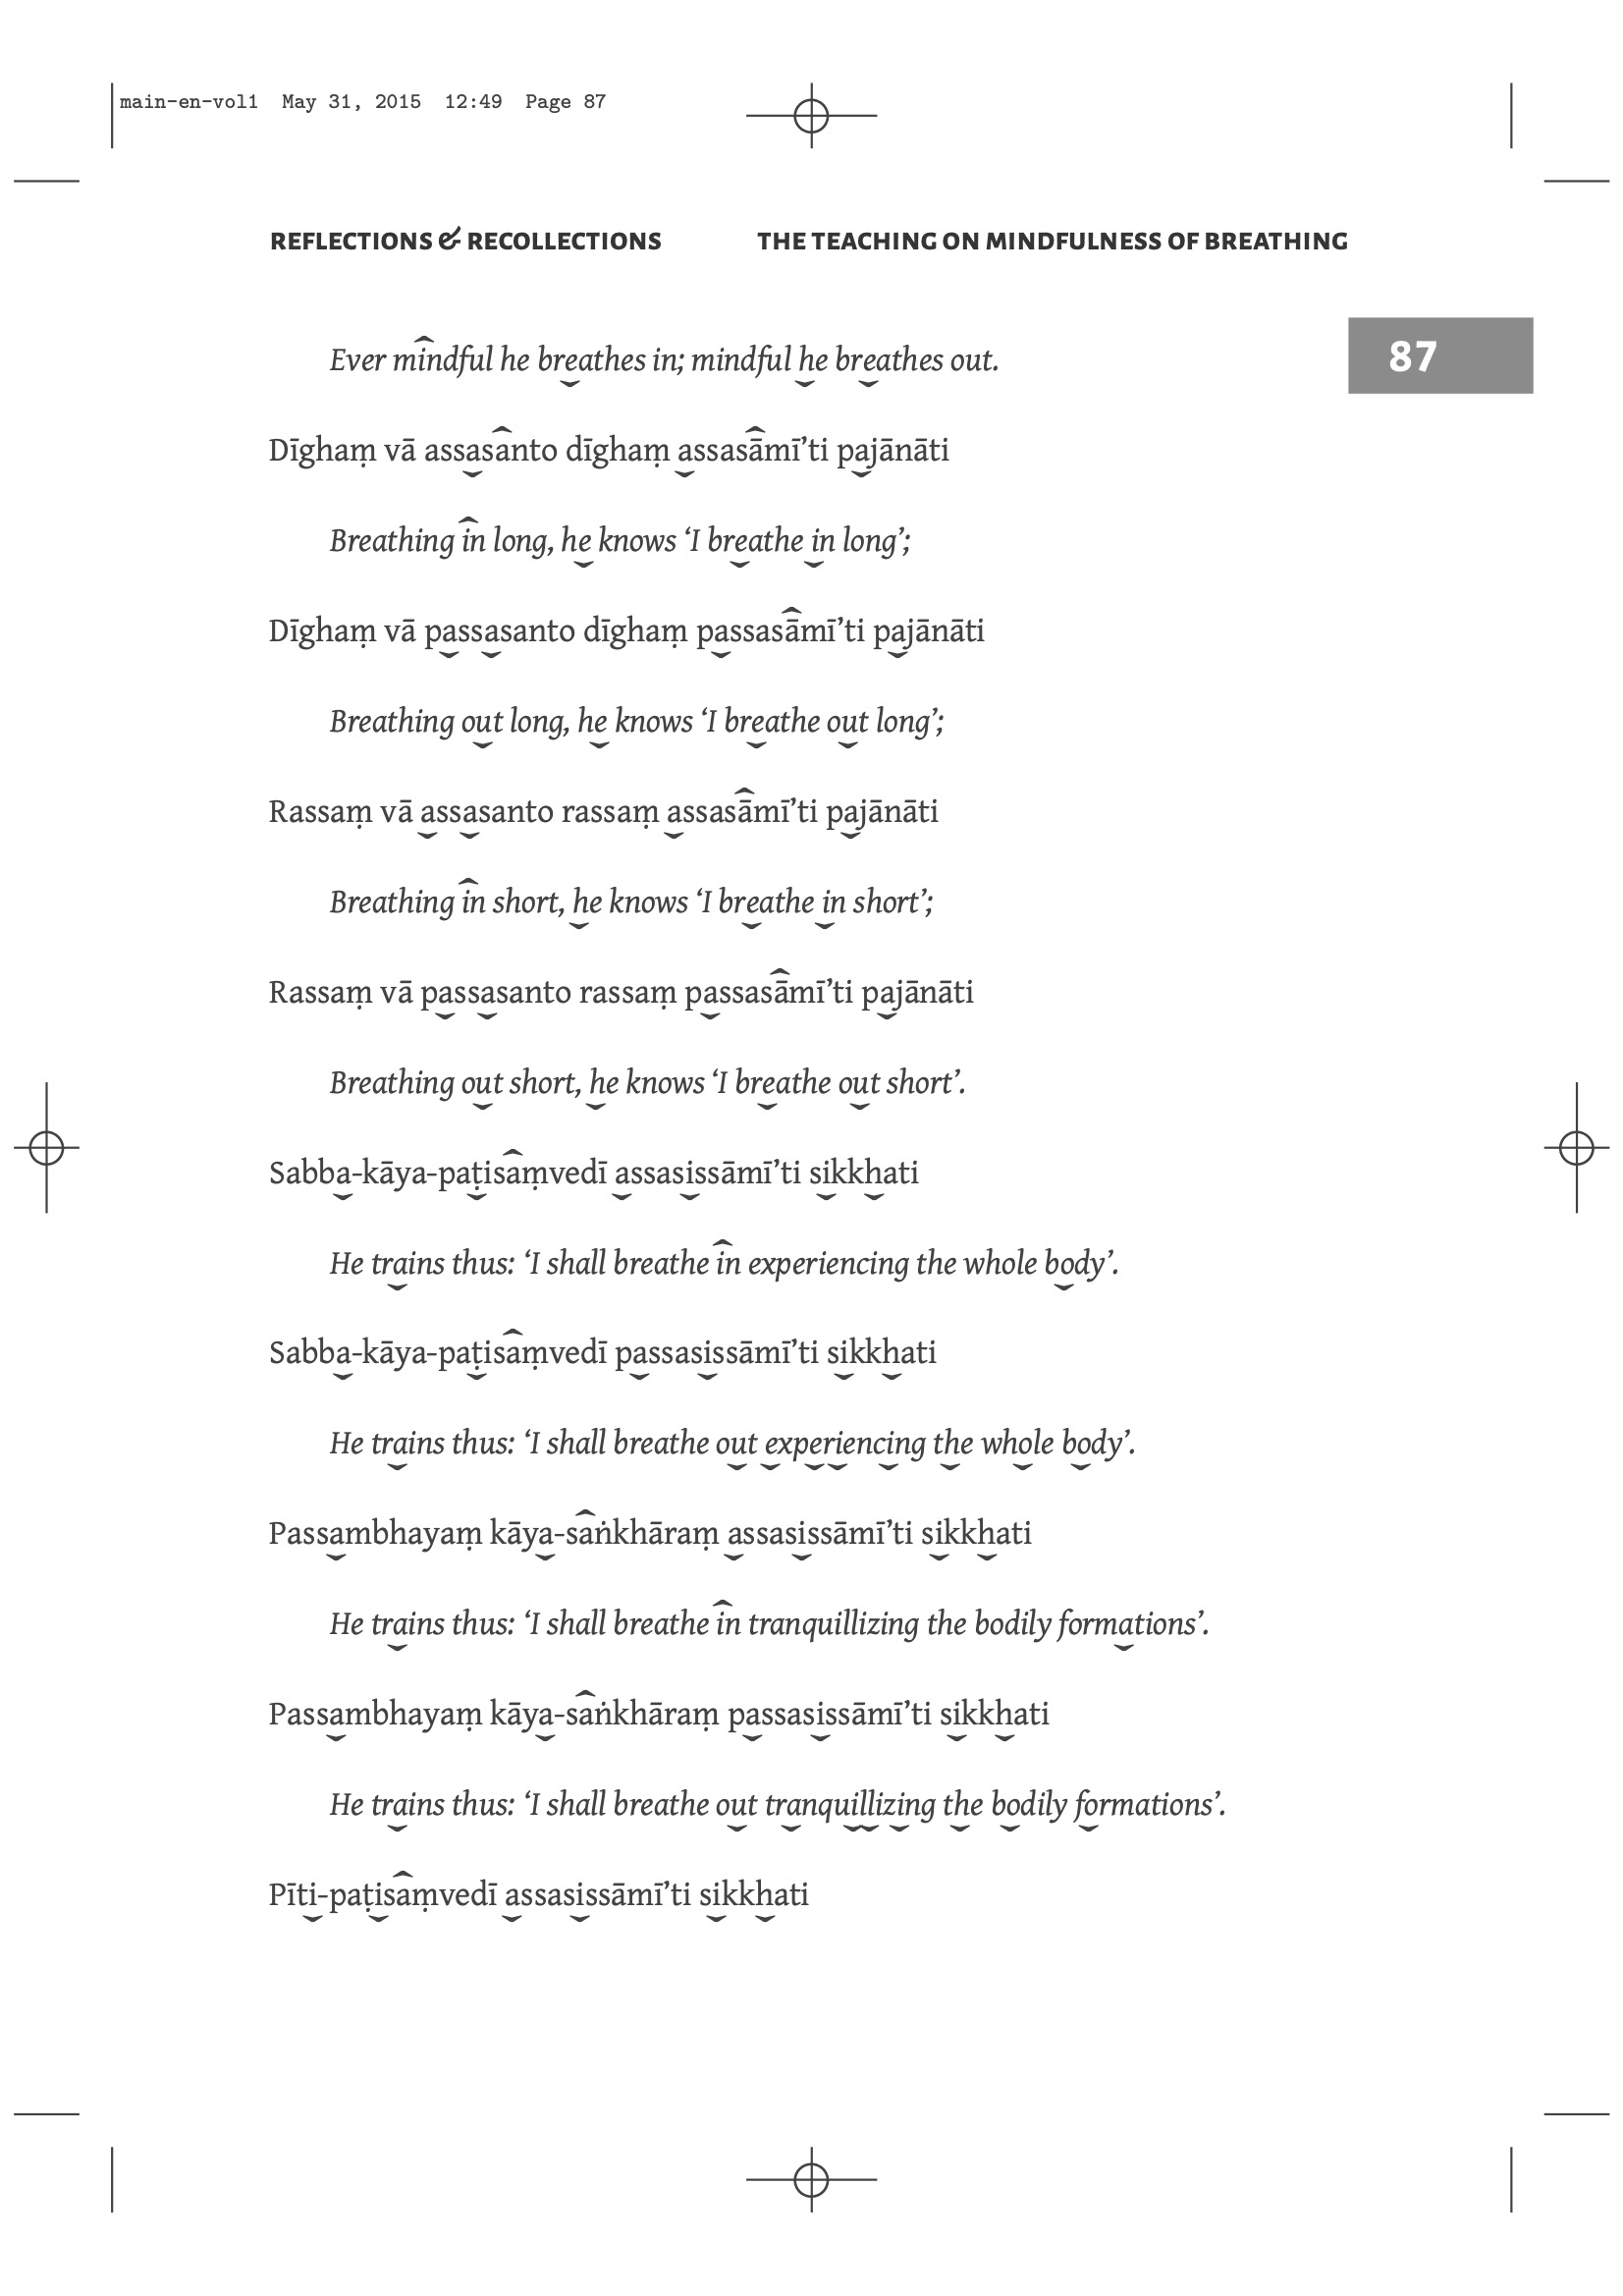 main-en-vol1 May 31, 2015 12:49 Page 87
REFLECTIONS & RECOLLECTIONS THE TEACHING ON MINDFULNESS OF BREATHING
87
Ever mindful he breathes in; mindful he breathes out.
Dīghaṃ vā assasanto dīghaṃ assasāmī’ti pajānāti
Breathing in long, he knows ‘I breathe in long’;
Dīghaṃ vā passasanto dīghaṃ passasāmī’ti pajānāti
Breathing out long, he knows ‘I breathe out long’;
Rassaṃ vā assasanto rassaṃ assasāmī’ti pajānāti
Breathing in short, he knows ‘I breathe in short’;
Rassaṃ vā passasanto rassaṃ passasāmī’ti pajānāti
Breathing out short, he knows ‘I breathe out short’.
Sabba-kāya-paṭisaṃvedī assasissāmī’ti sikkhati
He trains thus: ‘I shall breathe in experiencing the whole body’.
Sabba-kāya-paṭisaṃvedī passasissāmī’ti sikkhati
He trains thus: ‘I shall breathe out experiencing the whole body’.
Passambhayaṃ kāya-saṅkhāraṃ assasissāmī’ti sikkhati
He trains thus: ‘I shall breathe in tranquillizing the bodily formations’.
Passambhayaṃ kāya-saṅkhāraṃ passasissāmī’ti sikkhati
He trains thus: ‘I shall breathe out tranquillizing the bodily formations’.
Pīti-paṭisaṃvedī assasissāmī’ti sikkhati